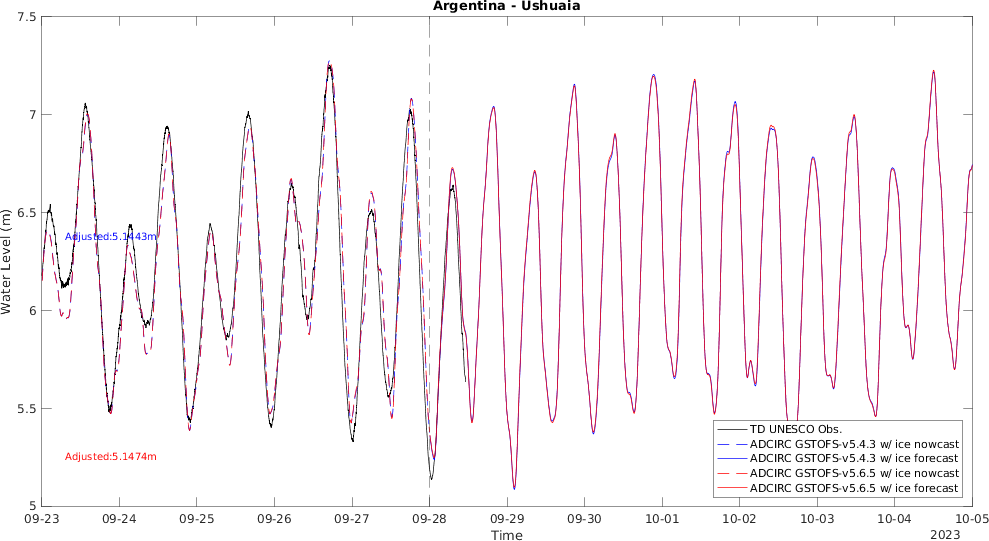 Argentina - Ushuaia
7.5
7
6.5
6
5.5
5
Water Level (m)
Adjusted:5.1443m
Adjusted:5.1474m
TD UNESCO Obs.
ADCIRC GSTOFS-v5.4.3 w/ ice nowcast
ADCIRC GSTOFS-v5.4.3 w/ ice forecast
ADCIRC GSTOFS-v5.6.5 w/ ice nowcast
ADCIRC GSTOFS-v5.6.5 w/ ice forecast
09-23 09-24 09-25 09-26 09-27 09-28 09-29 09-30 10-01 10-02 10-03 10-04 10-05
Time
2023